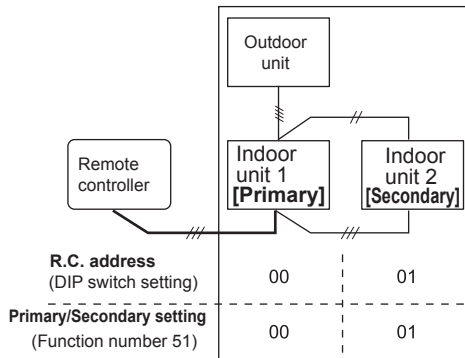 Outdoor
unit
Remote
controller
Indoor
unit 1
[Primary]
Indoor
unit 2
[Secondary]
R.C. address
(DIP switch setting)
00
01
Primary/Secondary setting
(Function number 51)
00
01